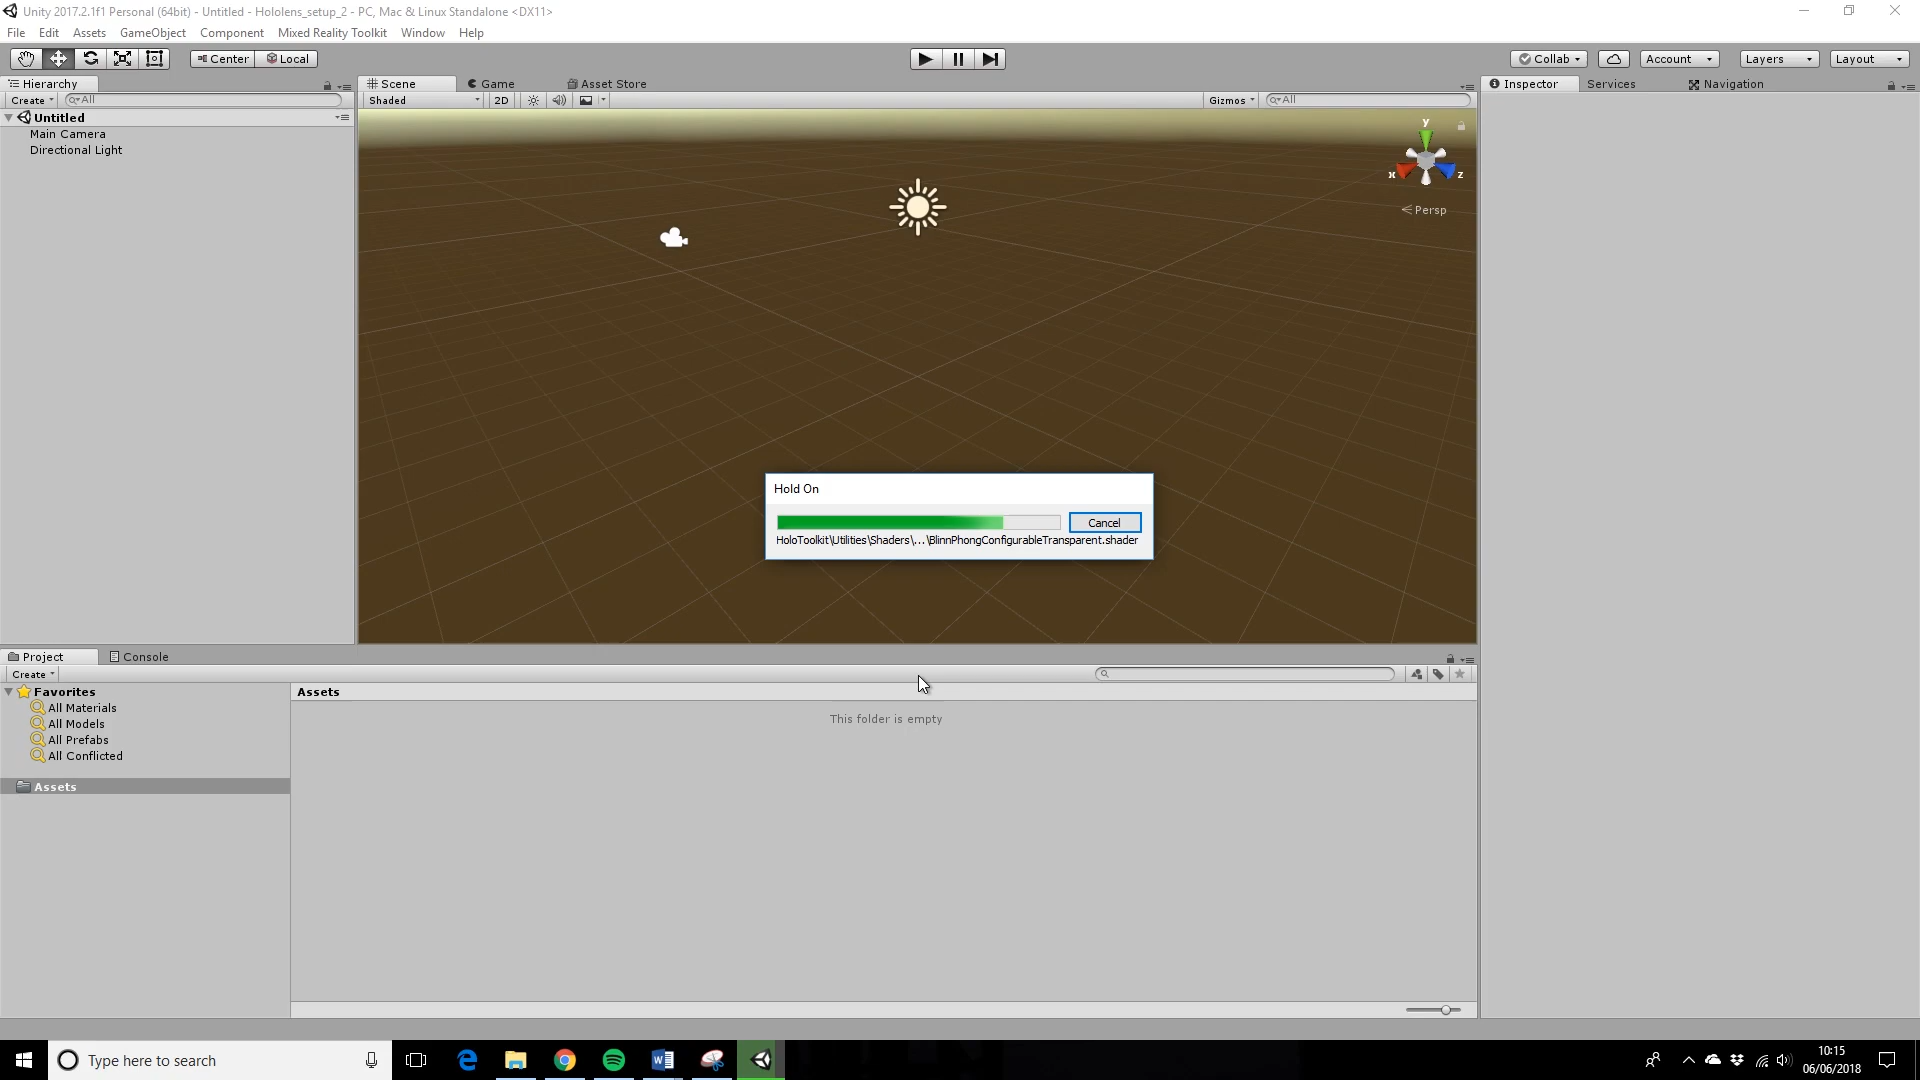 Unity 2017.2.1f1 Personal (64bit) - Untitled - Hololens_setup_2 - PC, Mac & Linux Standalone <DX11>
File Edit Assets GameObject Component Mixed Reality Toolkit Window Help
Center Local Collab Account Layers Layout
Hierarchy Scene Game Asset Store Inspector Services Navigation
Create All Shaded 2D Gizmos All
Untitled
Main Camera
Directional Light
y
x z
Persp
Hold On
Cancel
HoloToolkit\Utilities\Shaders\...\BlinnPhongConfigurableTransparent.shader
Project Console
Create
Favorites
All Materials
All Models
All Prefabs
All Conflicted
Assets
Assets
This folder is empty
Type here to search
10:15
06/06/2018